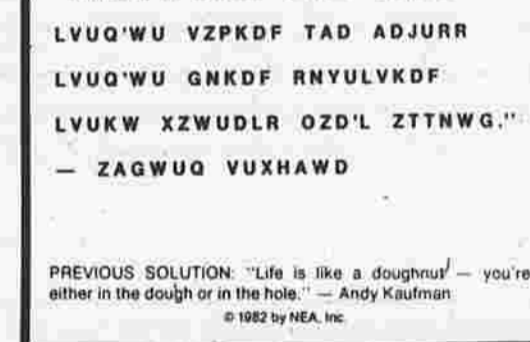 LVUQ'WU VZPKDF TAD ADJURR
LVUQ'WU GNKDF RNYULVKDF
LVUKW XZWUDLR OZD'L ZTTNWG."
— ZAGWUQ VUXHAWD
PREVIOUS SOLUTION: "Life is like a doughnut — you're
either in the dough or in the hole." — Andy Kaufman
© 1982 by NEA, Inc.